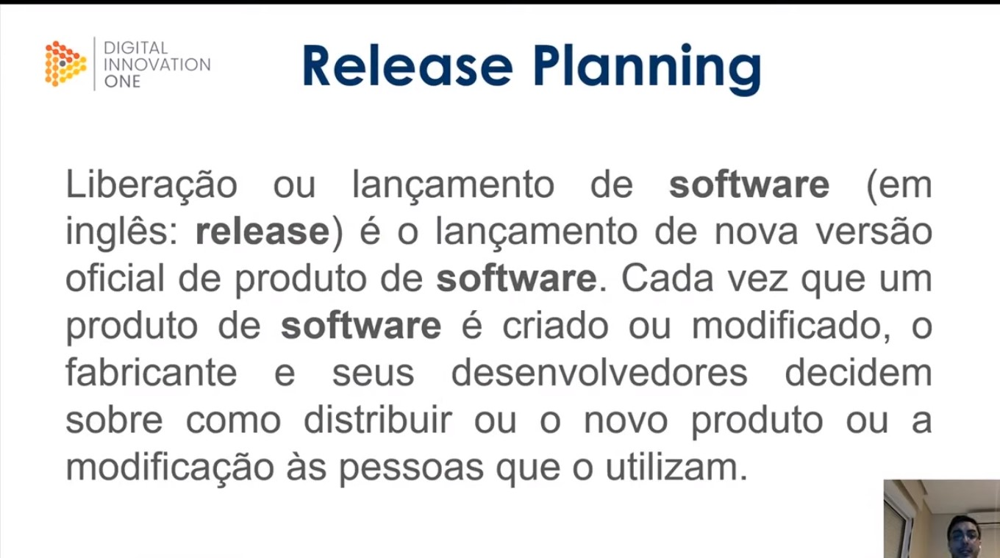 DIGITAL
INNOVATION
ONE
Release Planning
Liberação ou lançamento de software (em
inglês: release) é o lançamento de nova versão
oficial de produto de software. Cada vez que um
produto de software é criado ou modificado, o
fabricante e seus desenvolvedores decidem
sobre como distribuir ou o novo produto ou a
modificação às pessoas que o utilizam.